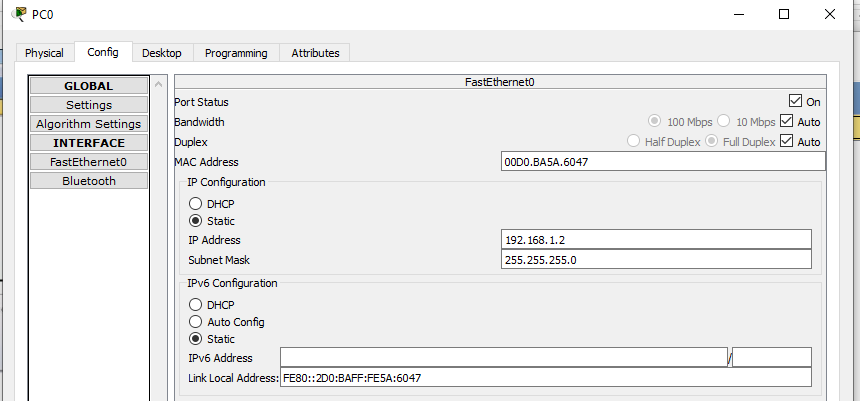 PC0
Physical Config Desktop Programming Attributes
GLOBAL
Settings
Algorithm Settings
INTERFACE
FastEthernet0
Bluetooth
FastEthernet0
Port Status On
Bandwidth 100 Mbps 10 Mbps Auto
Duplex Half Duplex Full Duplex Auto
MAC Address 00D0.BA5A.6047
IP Configuration
DHCP
Static
IP Address 192.168.1.2
Subnet Mask 255.255.255.0
IPv6 Configuration
DHCP
Auto Config
Static
IPv6 Address /
Link Local Address: FE80::2D0:BAFF:FE5A:6047